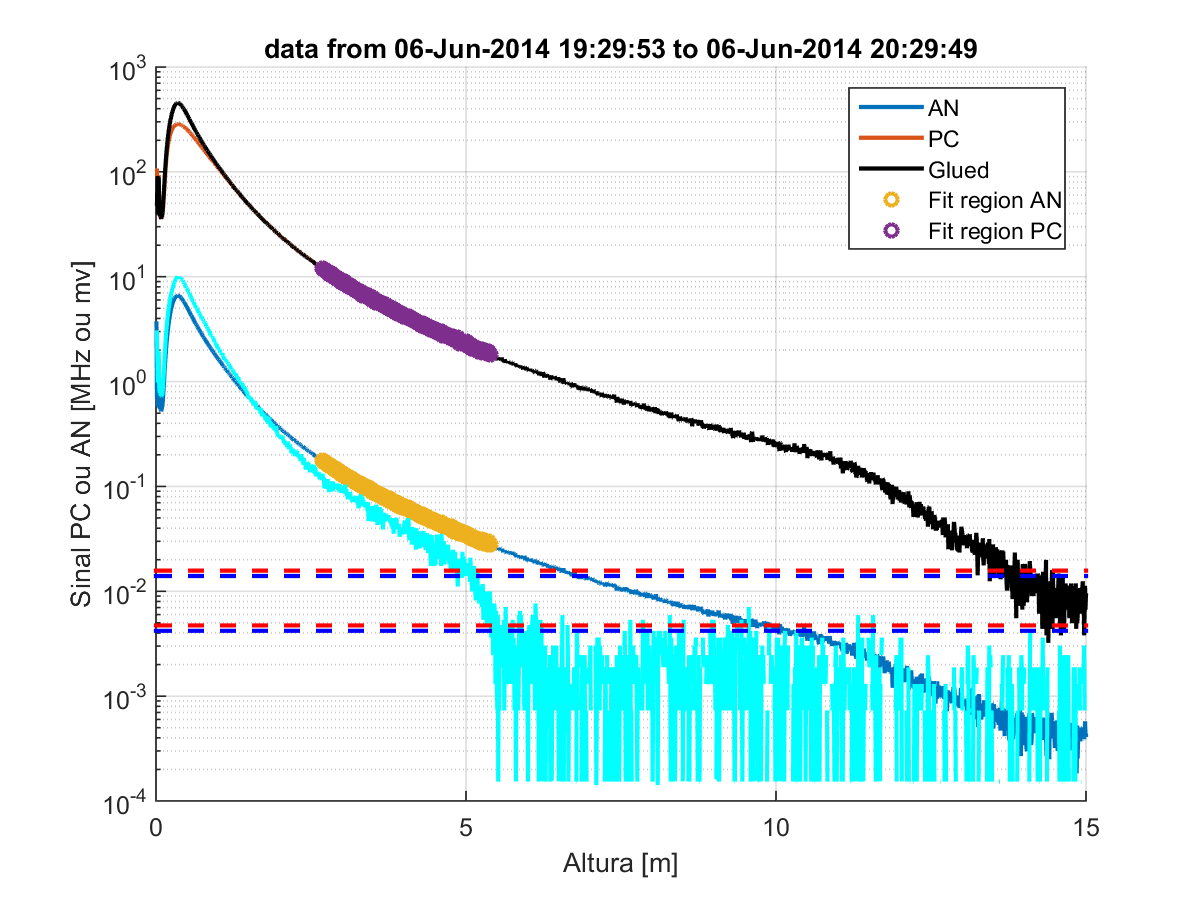 data from 06-Jun-2014 19:29:53 to 06-Jun-2014 20:29:49
Sinal PC ou AN [MHz ou mv]
10^3
10^2
10^1
10^0
10^-1
10^-2
10^-3
10^-4
AN
PC
Glued
Fit region AN
Fit region PC
0 5 10 15
Altura [m]